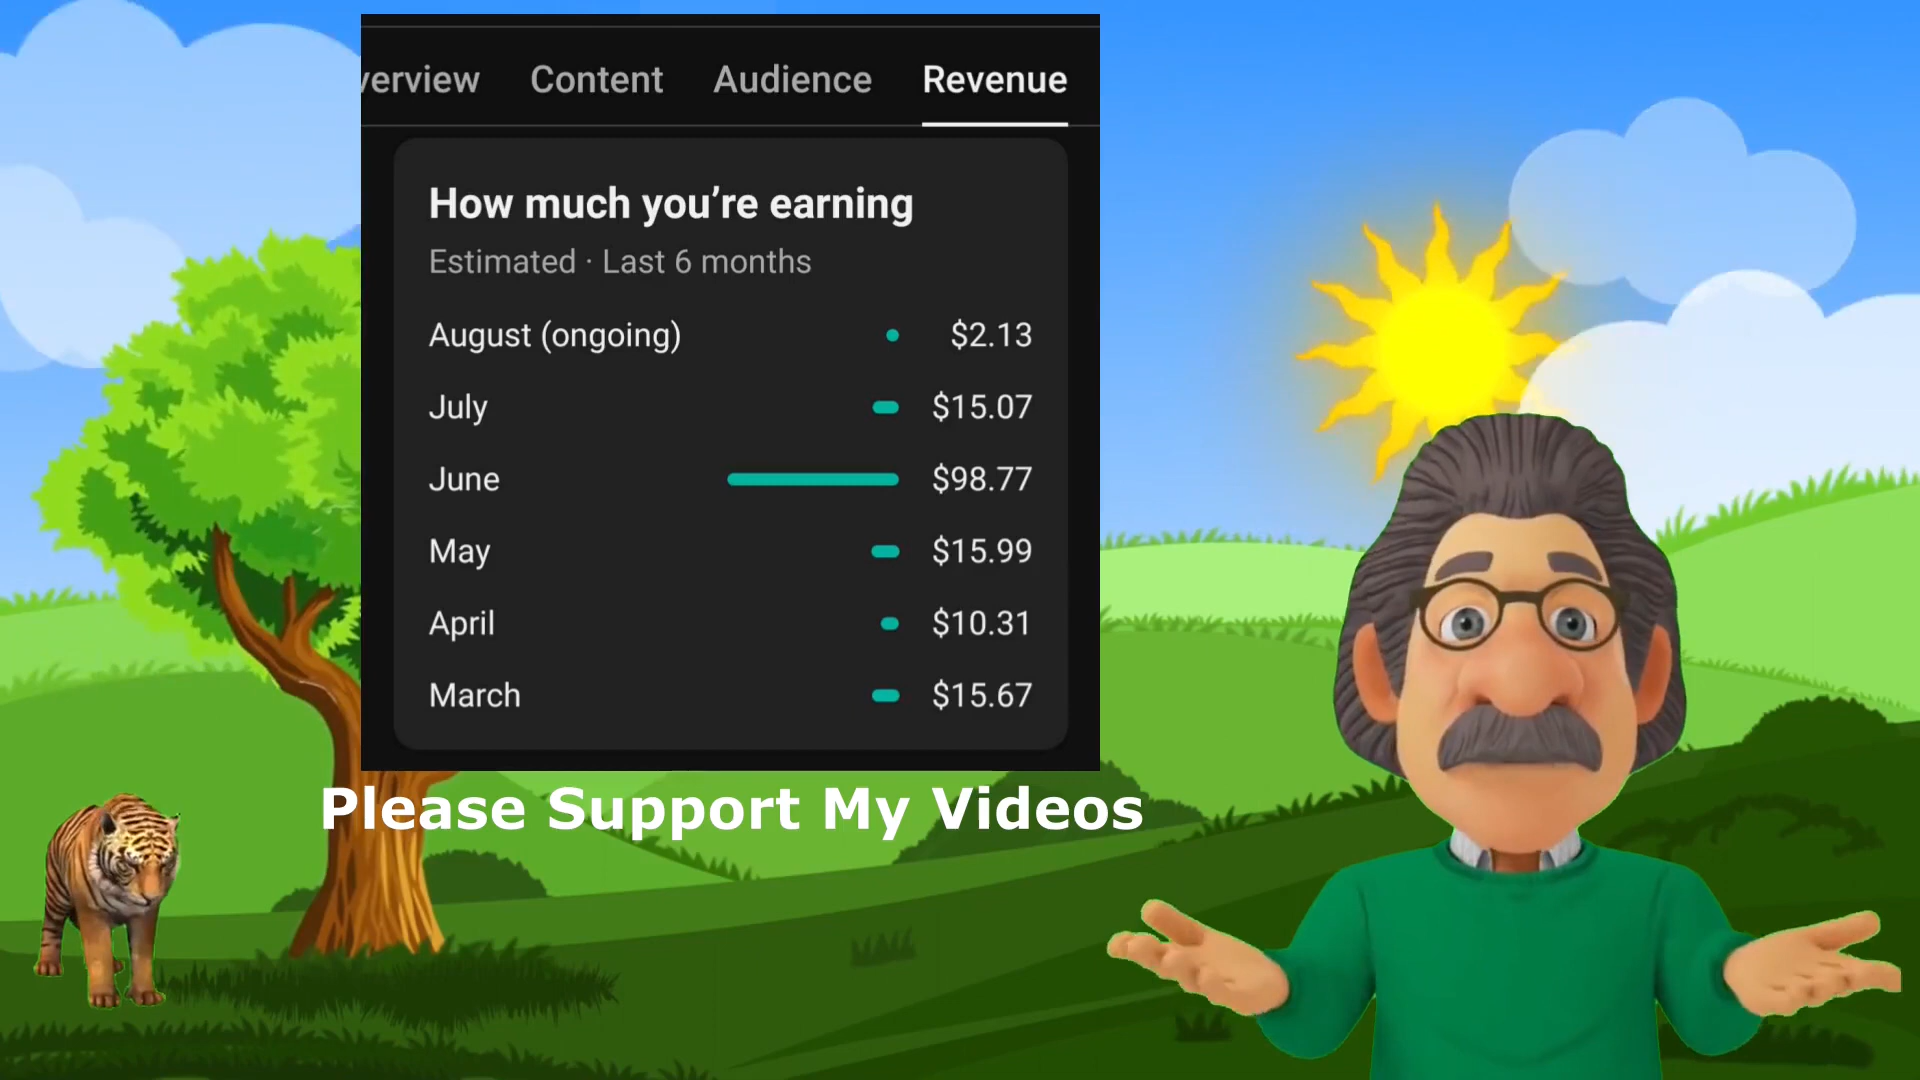 verview Content Audience Revenue
How much you’re earning
Estimated · Last 6 months
August (ongoing) $2.13
July $15.07
June $98.77
May $15.99
April $10.31
March $15.67
Please Support My Videos